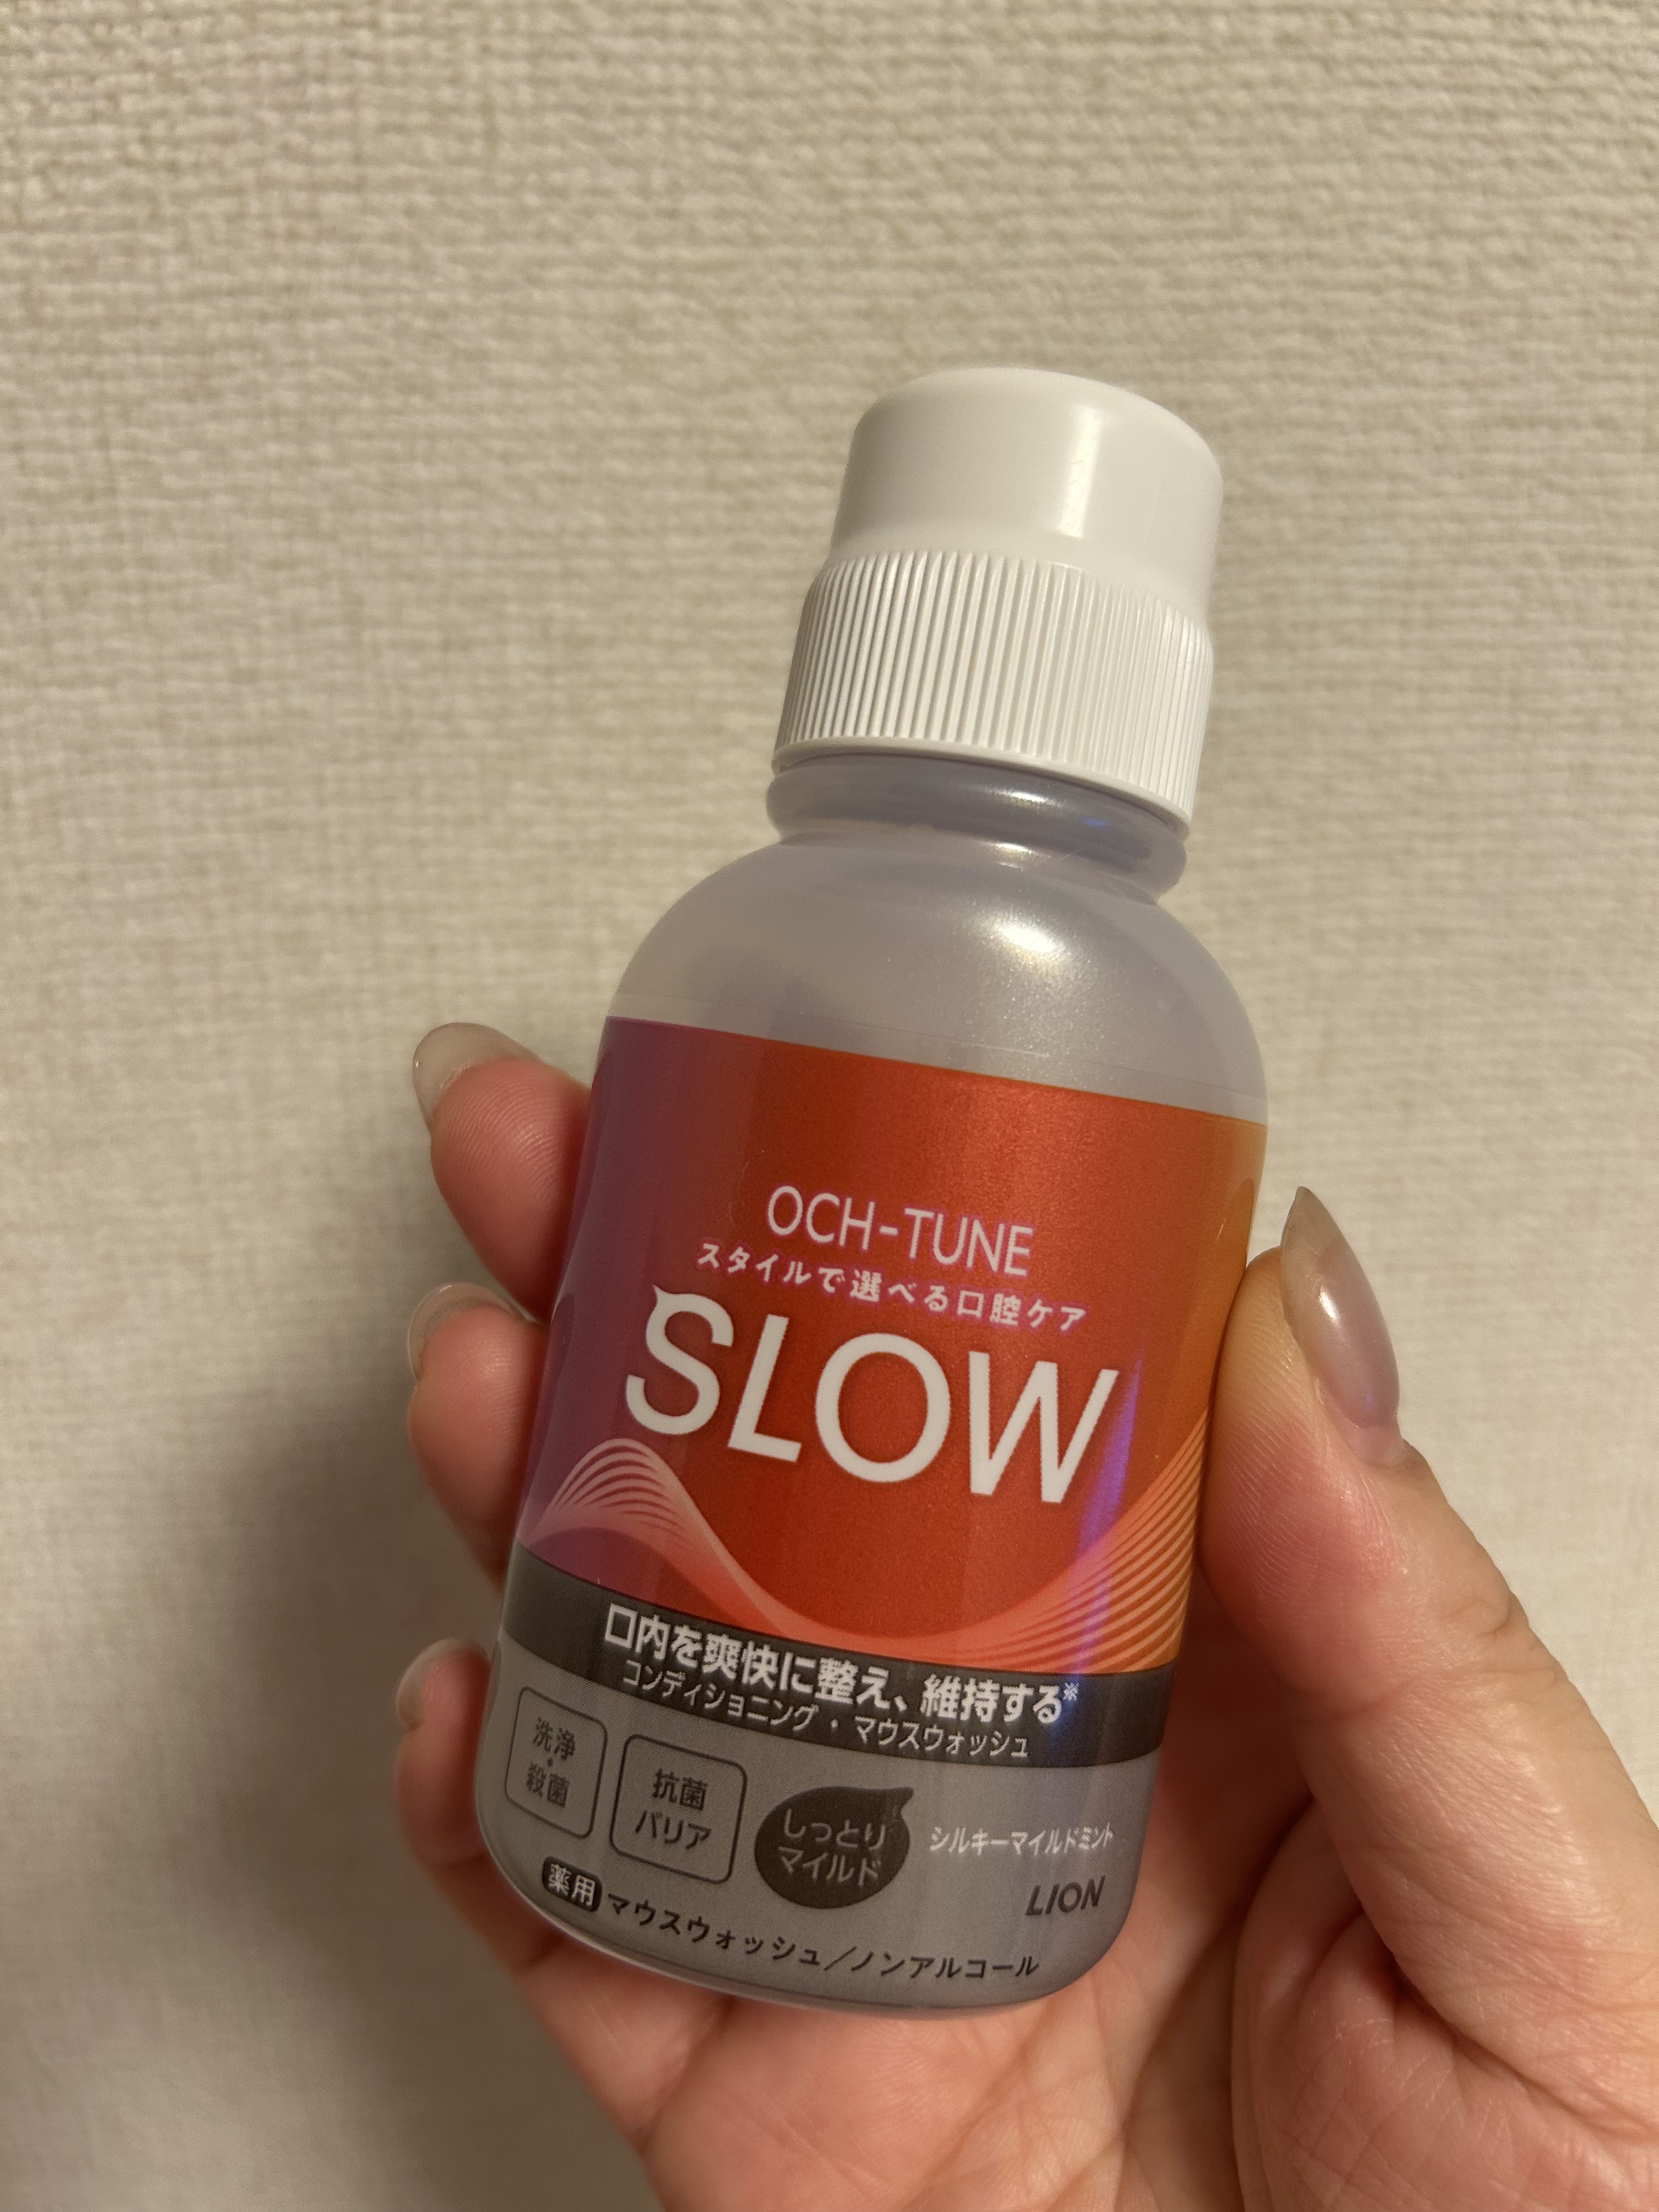 OCH-TUNE
スタイルで選べる口腔ケア
SLOW
口内を爽快に整え、維持する※
コンディショニング・マウスウォッシュ
洗浄
・
殺菌
抗菌
バリア
しっとり
マイルド
シルキーマイルドミント
LION
薬用 マウスウォッシュ/ノンアルコール